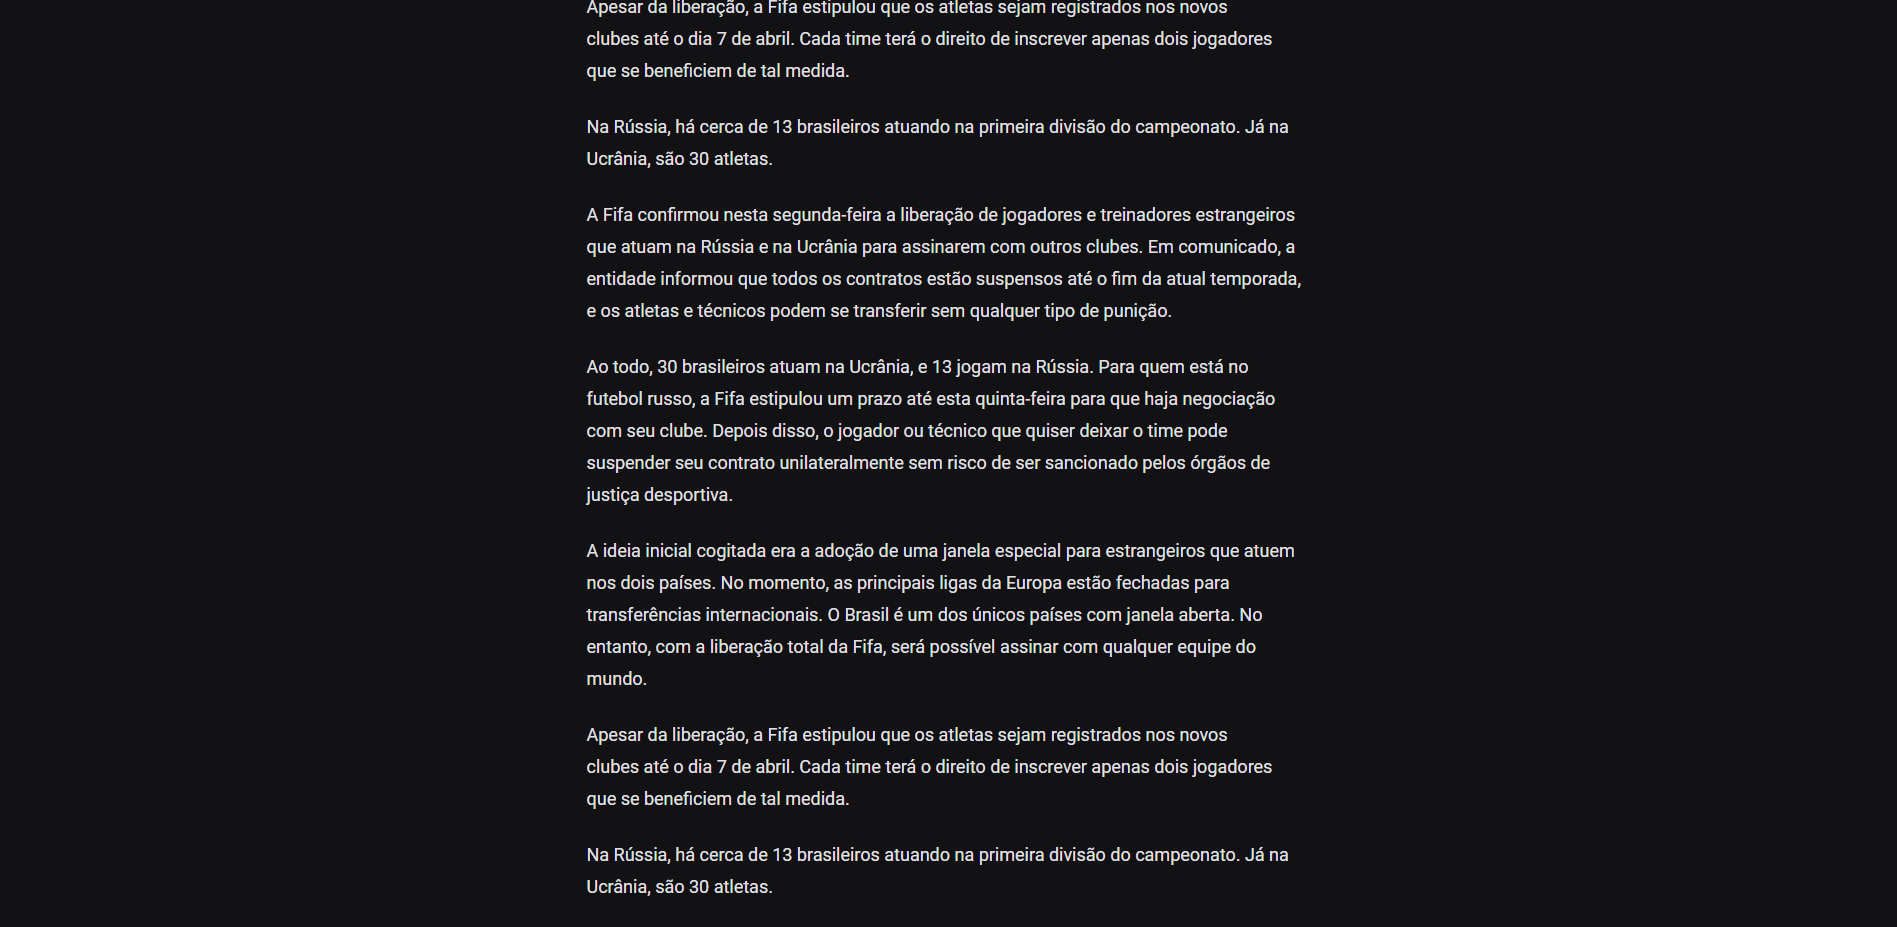 Apesar da liberação, a Fifa estipulou que os atletas sejam registrados nos novos
clubes até o dia 7 de abril. Cada time terá o direito de inscrever apenas dois jogadores
que se beneficiem de tal medida.
Na Rússia, há cerca de 13 brasileiros atuando na primeira divisão do campeonato. Já na
Ucrânia, são 30 atletas.
A Fifa confirmou nesta segunda-feira a liberação de jogadores e treinadores estrangeiros
que atuam na Rússia e na Ucrânia para assinarem com outros clubes. Em comunicado, a
entidade informou que todos os contratos estão suspensos até o fim da atual temporada,
e os atletas e técnicos podem se transferir sem qualquer tipo de punição.
Ao todo, 30 brasileiros atuam na Ucrânia, e 13 jogam na Rússia. Para quem está no
futebol russo, a Fifa estipulou um prazo até esta quinta-feira para que haja negociação
com seu clube. Depois disso, o jogador ou técnico que quiser deixar o time pode
suspender seu contrato unilateralmente sem risco de ser sancionado pelos órgãos de
justiça desportiva.
A ideia inicial cogitada era a adoção de uma janela especial para estrangeiros que atuem
nos dois países. No momento, as principais ligas da Europa estão fechadas para
transferências internacionais. O Brasil é um dos únicos países com janela aberta. No
entanto, com a liberação total da Fifa, será possível assinar com qualquer equipe do
mundo.
Apesar da liberação, a Fifa estipulou que os atletas sejam registrados nos novos
clubes até o dia 7 de abril. Cada time terá o direito de inscrever apenas dois jogadores
que se beneficiem de tal medida.
Na Rússia, há cerca de 13 brasileiros atuando na primeira divisão do campeonato. Já na
Ucrânia, são 30 atletas.